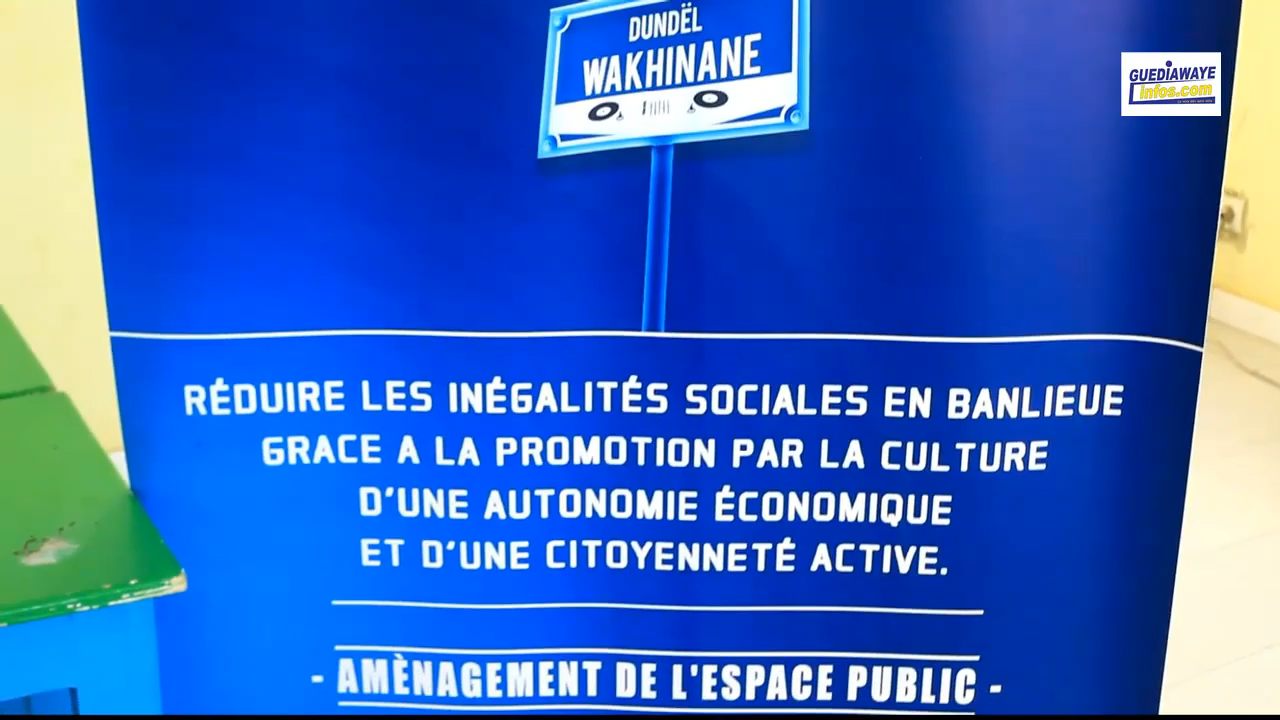 DUNDËL
WAKHINANE
GUEDIAWAYE
infos.com
RÉDUIRE LES INÉGALITÉS SOCIALES EN BANLIEUE
GRACE A LA PROMOTION PAR LA CULTURE
D'UNE AUTONOMIE ÉCONOMIQUE
ET D'UNE CITOYENNETÉ ACTIVE.
- AMÈNAGEMENT DE L'ESPACE PUBLIC -